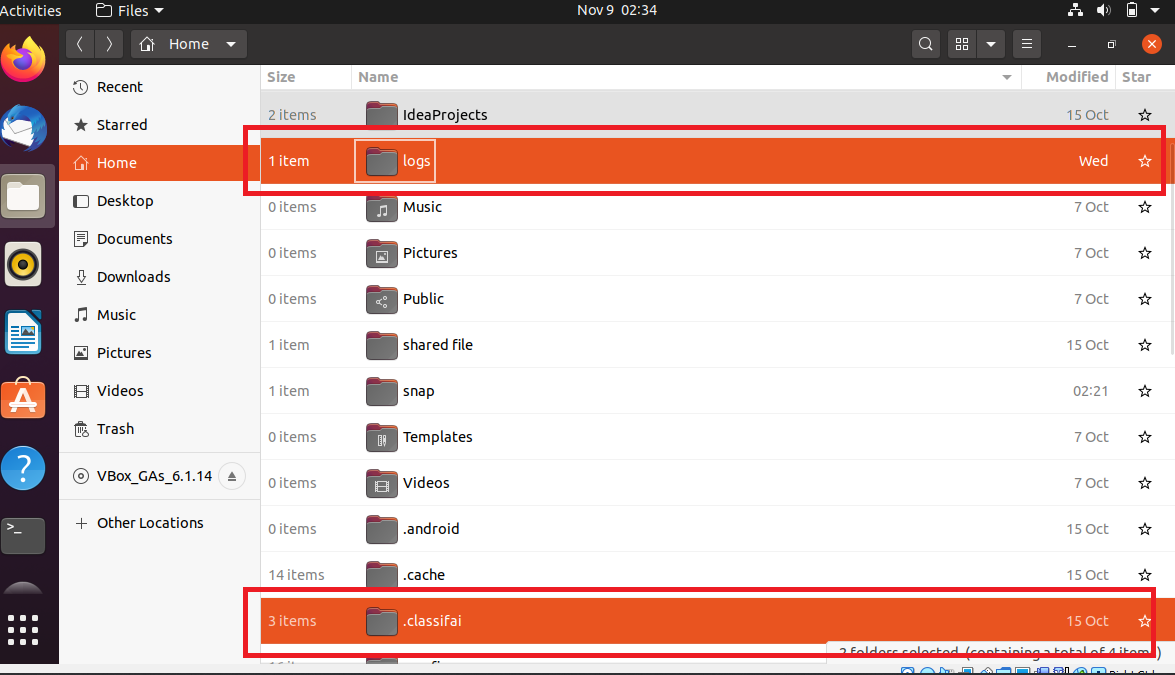 Activities Files Nov 9 02:34
Home
Size Name Modified Star
Recent
2 items IdeaProjects 15 Oct
Starred
Home
1 item logs Wed
Desktop
0 items Music 7 Oct
Documents
0 items Pictures 7 Oct
Downloads
0 items Public 7 Oct
Music
1 item shared file 15 Oct
Pictures
1 item snap 02:21
Videos
0 items Templates 7 Oct
Trash
VBox_GAs_6.1.14
0 items Videos 7 Oct
Other Locations
0 items .android 15 Oct
14 items .cache 15 Oct
3 items .classifai 15 Oct
2 folders selected (containing a total of 4 items)